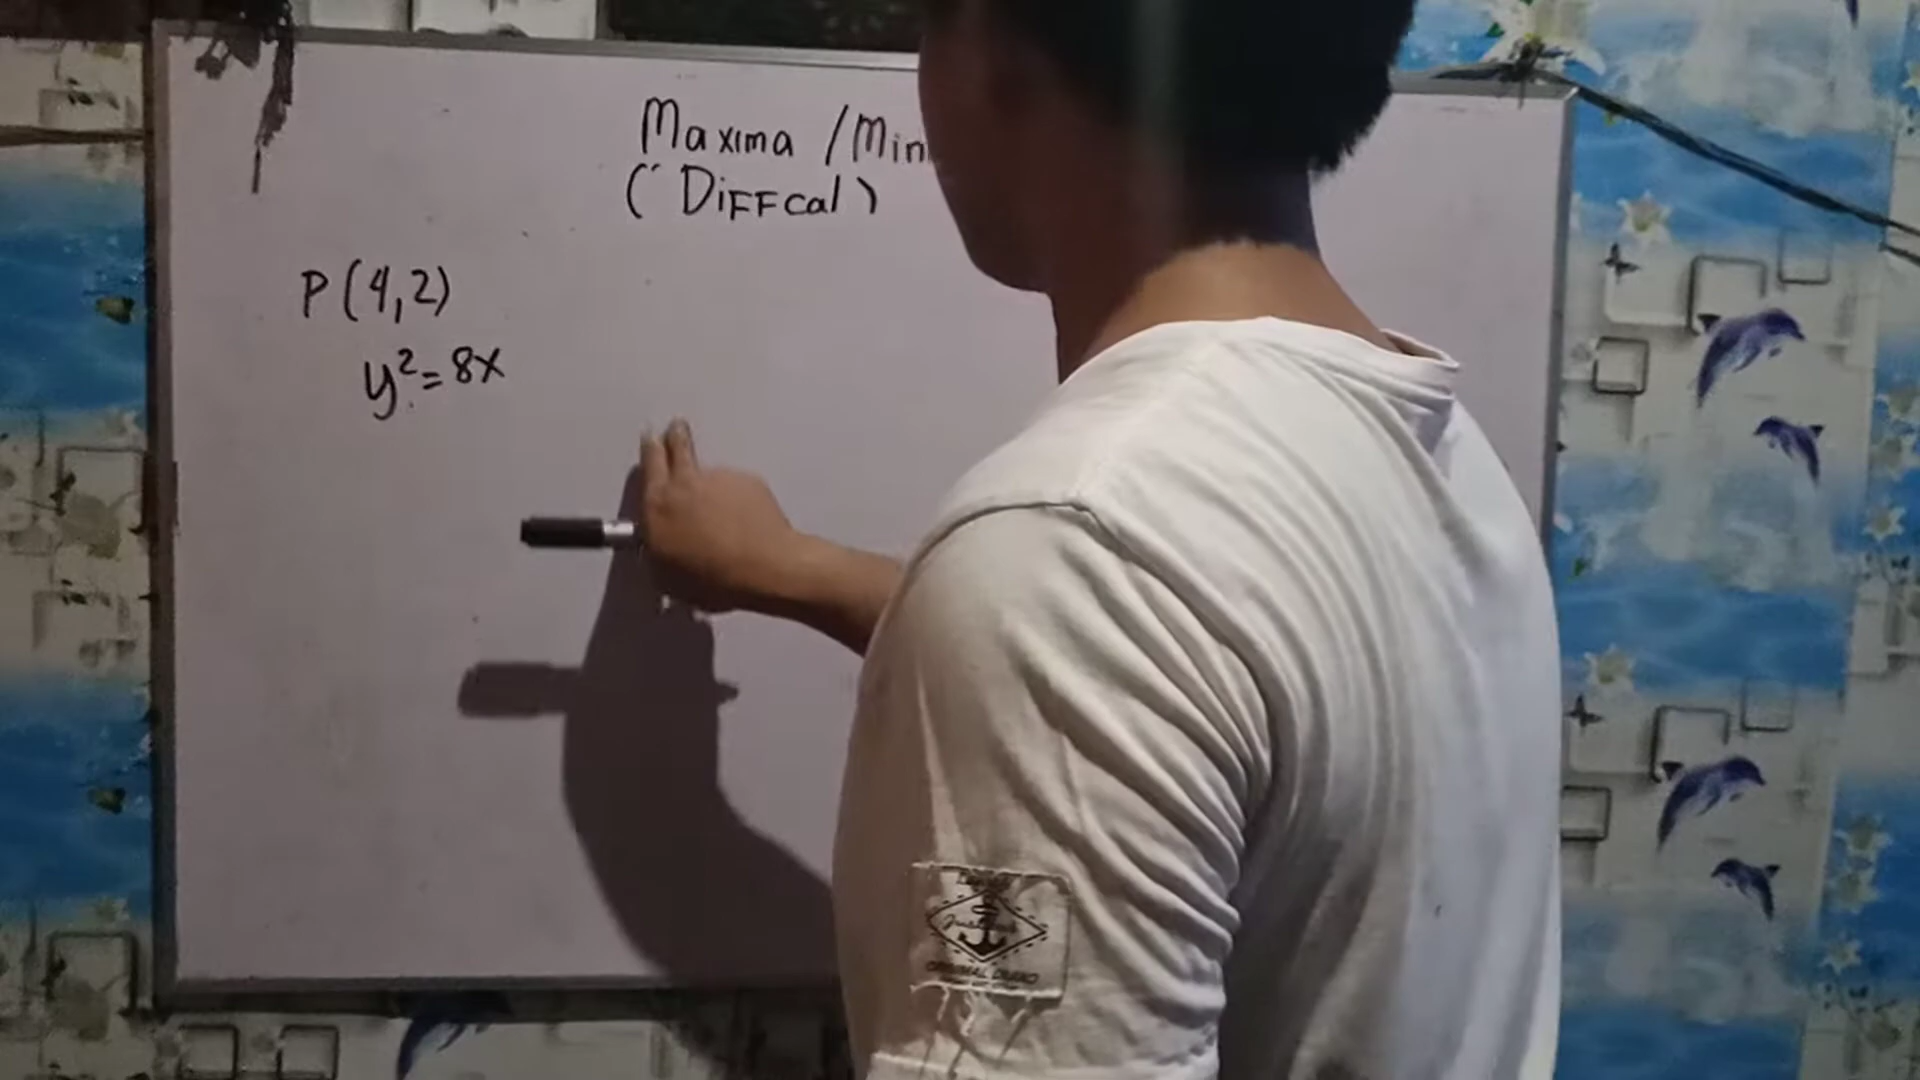 Maxima / Min
(DiFFcal)
P(4,2)
y²=8x